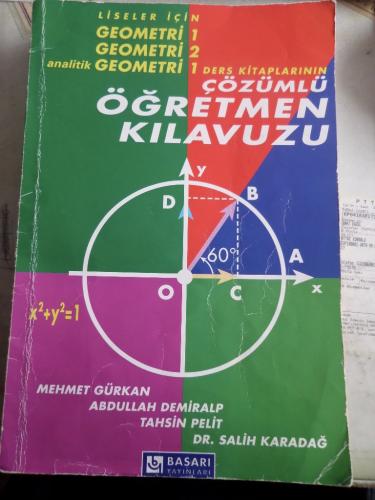 LİSELER İÇİN
GEOMETRİ 1
GEOMETRİ 2
analitik GEOMETRİ 1 DERS KİTAPLARININ
ÇÖZÜMLÜ
ÖĞRETMEN
KILAVUZU
y
D
B
60°
A
O
C
x
x²+y²=1
MEHMET GÜRKAN
ABDULLAH DEMİRALP
TAHSİN PELİT
DR. SALİH KARADAĞ
b
BAŞARI
YAYINLARI
P T T